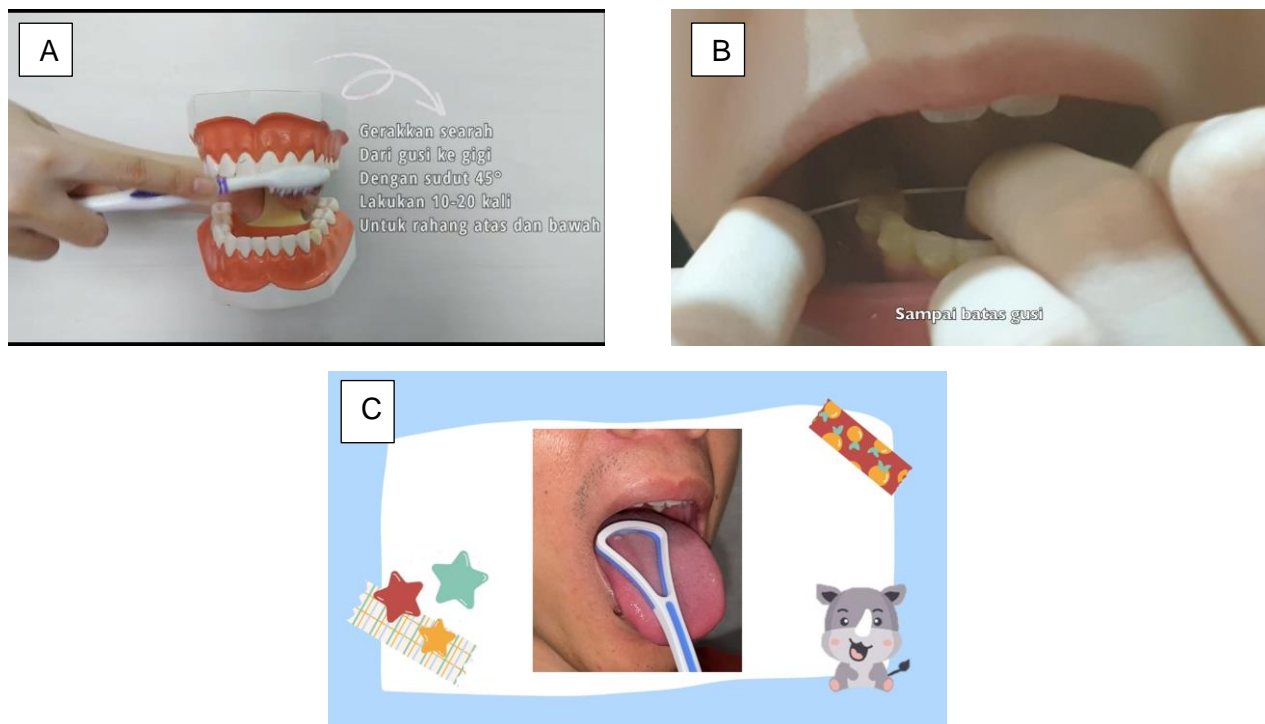 A
Gerakkan searah
Dari gusi ke gigi
Dengan sudut 45°
Lakukan 10-20 kali
Untuk rahang atas dan bawah
B
Sampai batas gusi
C